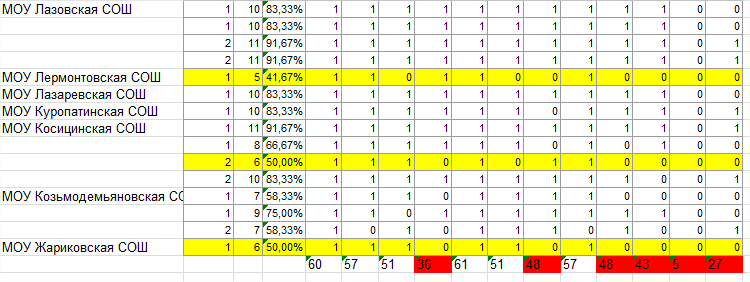 МОУ Лазовская СОШ 1 10 83,33% 1 1 1 1 1 1 1 1 1 1 0 0
1 10 83,33% 1 1 1 1 1 1 1 1 1 1 0 0
2 11 91,67% 1 1 1 1 1 1 1 1 1 1 0 1
2 11 91,67% 1 1 1 1 1 1 1 1 1 1 0 1
МОУ Лермонтовская СОШ 1 5 41,67% 1 1 0 1 1 0 0 1 0 0 0 0
МОУ Лазаревская СОШ 1 10 83,33% 1 1 1 1 1 1 1 1 1 1 0 0
МОУ Куропатинская СОШ 1 10 83,33% 1 1 1 1 1 1 0 1 1 1 0 1
МОУ Косицинская СОШ 1 11 91,67% 1 1 1 1 1 1 1 1 1 1 0 1
1 8 66,67% 1 1 1 1 1 1 0 1 1 0 0 0
2 6 50,00% 1 1 1 0 1 0 1 1 0 0 0 0
2 10 83,33% 1 1 1 1 1 1 1 1 1 0 0 1
МОУ Козьмодемьяновская СО 1 7 58,33% 1 1 1 0 1 1 1 1 0 0 0 0
1 9 75,00% 1 1 0 1 1 1 1 1 1 1 0 0
2 7 58,33% 1 0 1 0 1 1 1 0 1 0 0 1
МОУ Жариковская СОШ 1 6 50,00% 1 1 1 0 1 1 0 1 0 0 0 0
60 57 51 36 61 51 48 57 48 43 5 27